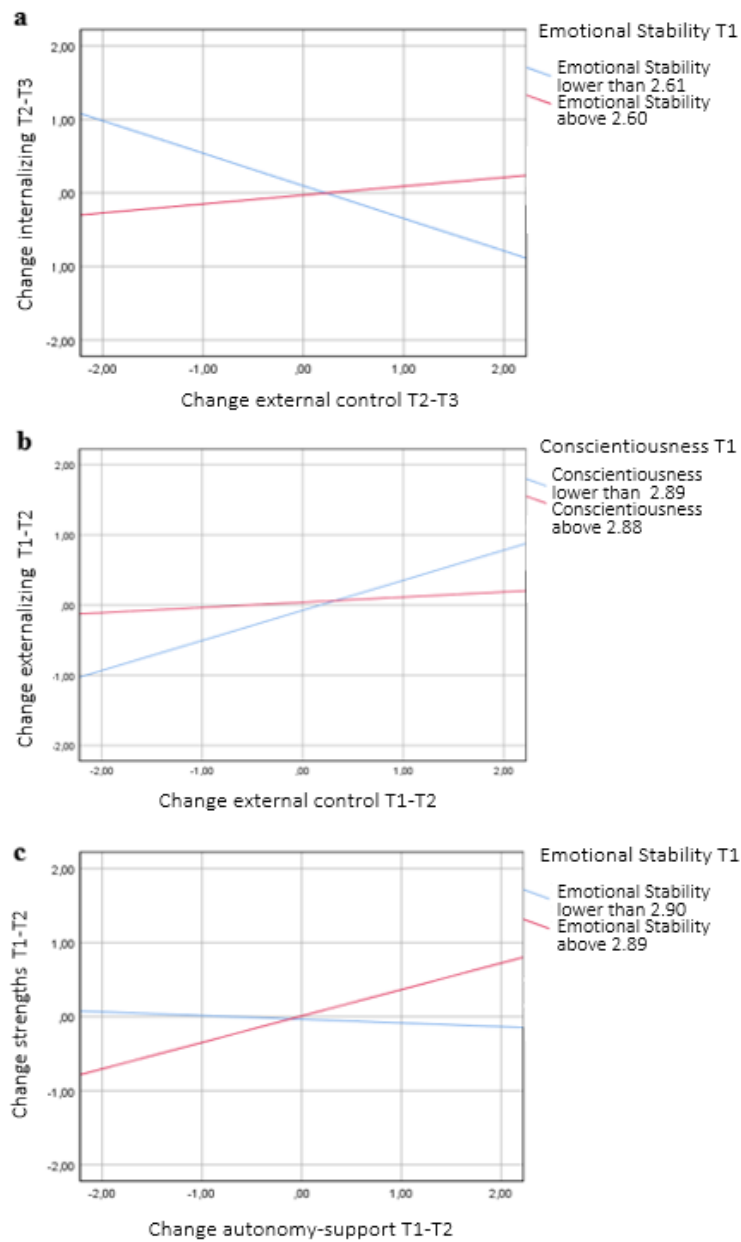 a
Emotional Stability T1
Emotional Stability
lower than 2.61
Emotional Stability
above 2.60
Change internalizing T2-T3
2,00
1,00
,00
1,00
-2,00
-2,00 -1,00 ,00 1,00 2,00
Change external control T2-T3
b
Conscientiousness T1
Conscientiousness
lower than 2.89
Conscientiousness
above 2.88
Change externalizing T1-T2
2,00
1,00
,00
-1,00
-2,00
-2,00 -1,00 ,00 1,00 2,00
Change external control T1-T2
c
Emotional Stability T1
Emotional Stability
lower than 2.90
Emotional Stability
above 2.89
Change strengths T1-T2
2,00
1,00
,00
-1,00
-2,00
-2,00 -1,00 ,00 1,00 2,00
Change autonomy-support T1-T2